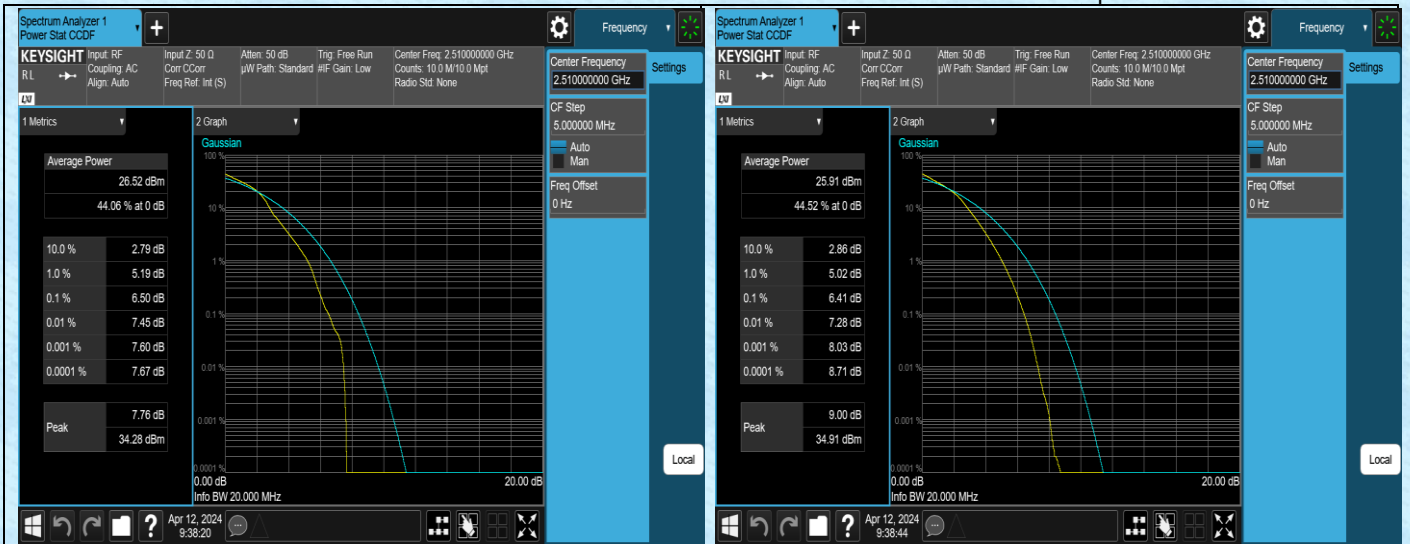 Spectrum Analyzer 1
Power Stat CCDF
+
Frequency
KEYSIGHT
RL
LXI
Input: RF
Coupling: AC
Align: Auto
Input Z: 50 Ω
Corr CCorr
Freq Ref: Int (S)
Atten: 50 dB
µW Path: Standard
Trig: Free Run
#IF Gain: Low
Center Freq: 2.510000000 GHz
Counts: 10.0 M/10.0 Mpt
Radio Std: None
Center Frequency
2.510000000 GHz
Settings
CF Step
5.000000 MHz
Auto
Man
Freq Offset
0 Hz
1 Metrics
Average Power
26.52 dBm
44.06 % at 0 dB
10.0 % 2.79 dB
1.0 % 5.19 dB
0.1 % 6.50 dB
0.01 % 7.45 dB
0.001 % 7.60 dB
0.0001 % 7.67 dB
Peak
7.76 dB
34.28 dBm
2 Graph
Gaussian
100 %
10 %
1 %
0.1 %
0.01 %
0.001 %
0.0001 %
0.00 dB 20.00 dB
Info BW 20.000 MHz
Local
?
Apr 12, 2024
9:38:20
Spectrum Analyzer 1
Power Stat CCDF
+
Frequency
KEYSIGHT
RL
LXI
Input: RF
Coupling: AC
Align: Auto
Input Z: 50 Ω
Corr CCorr
Freq Ref: Int (S)
Atten: 50 dB
µW Path: Standard
Trig: Free Run
#IF Gain: Low
Center Freq: 2.510000000 GHz
Counts: 10.0 M/10.0 Mpt
Radio Std: None
Center Frequency
2.510000000 GHz
Settings
CF Step
5.000000 MHz
Auto
Man
Freq Offset
0 Hz
1 Metrics
Average Power
25.91 dBm
44.52 % at 0 dB
10.0 % 2.86 dB
1.0 % 5.02 dB
0.1 % 6.41 dB
0.01 % 7.28 dB
0.001 % 8.03 dB
0.0001 % 8.71 dB
Peak
9.00 dB
34.91 dBm
2 Graph
Gaussian
100 %
10 %
1 %
0.1 %
0.01 %
0.001 %
0.0001 %
0.00 dB 20.00 dB
Info BW 20.000 MHz
Local
?
Apr 12, 2024
9:38:44